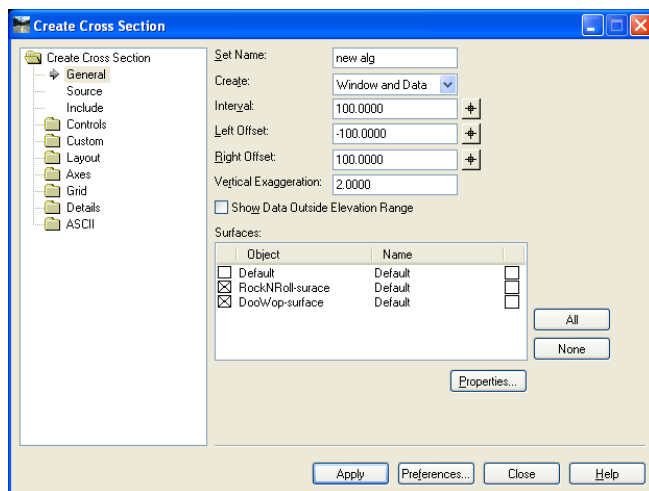 Create Cross Section
Create Cross Section
General
Source
Include
Controls
Custom
Layout
Axes
Grid
Details
ASCII
Set Name: new alg
Create: Window and Data
Interval: 100.0000
Left Offset: -100.0000
Right Offset: 100.0000
Vertical Exaggeration: 2.0000
Show Data Outside Elevation Range
Surfaces:
Object Name
Default Default
RockNRoll-surace Default
DooWop-surface Default
All
None
Properties...
Apply Preferences... Close Help